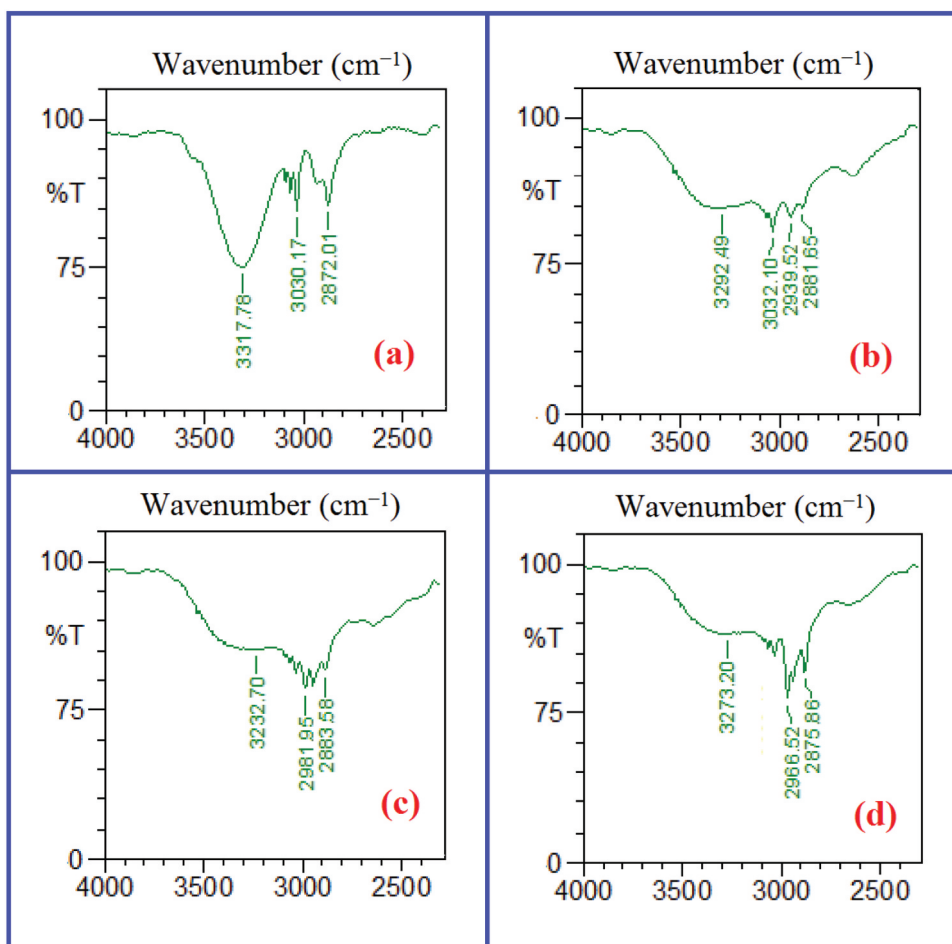 Wavenumber (cm⁻¹)
100
%T
75
0
3317.78
3030.17
2872.01
(a)
4000 3500 3000 2500
Wavenumber (cm⁻¹)
100
%T
75
0
3292.49
3032.10
2939.52
2881.65
(b)
4000 3500 3000 2500
Wavenumber (cm⁻¹)
100
%T
75
0
3232.70
2981.95
2883.58
(c)
4000 3500 3000 2500
Wavenumber (cm⁻¹)
100
%T
75
0
3273.20
2966.52
2875.86
(d)
4000 3500 3000 2500